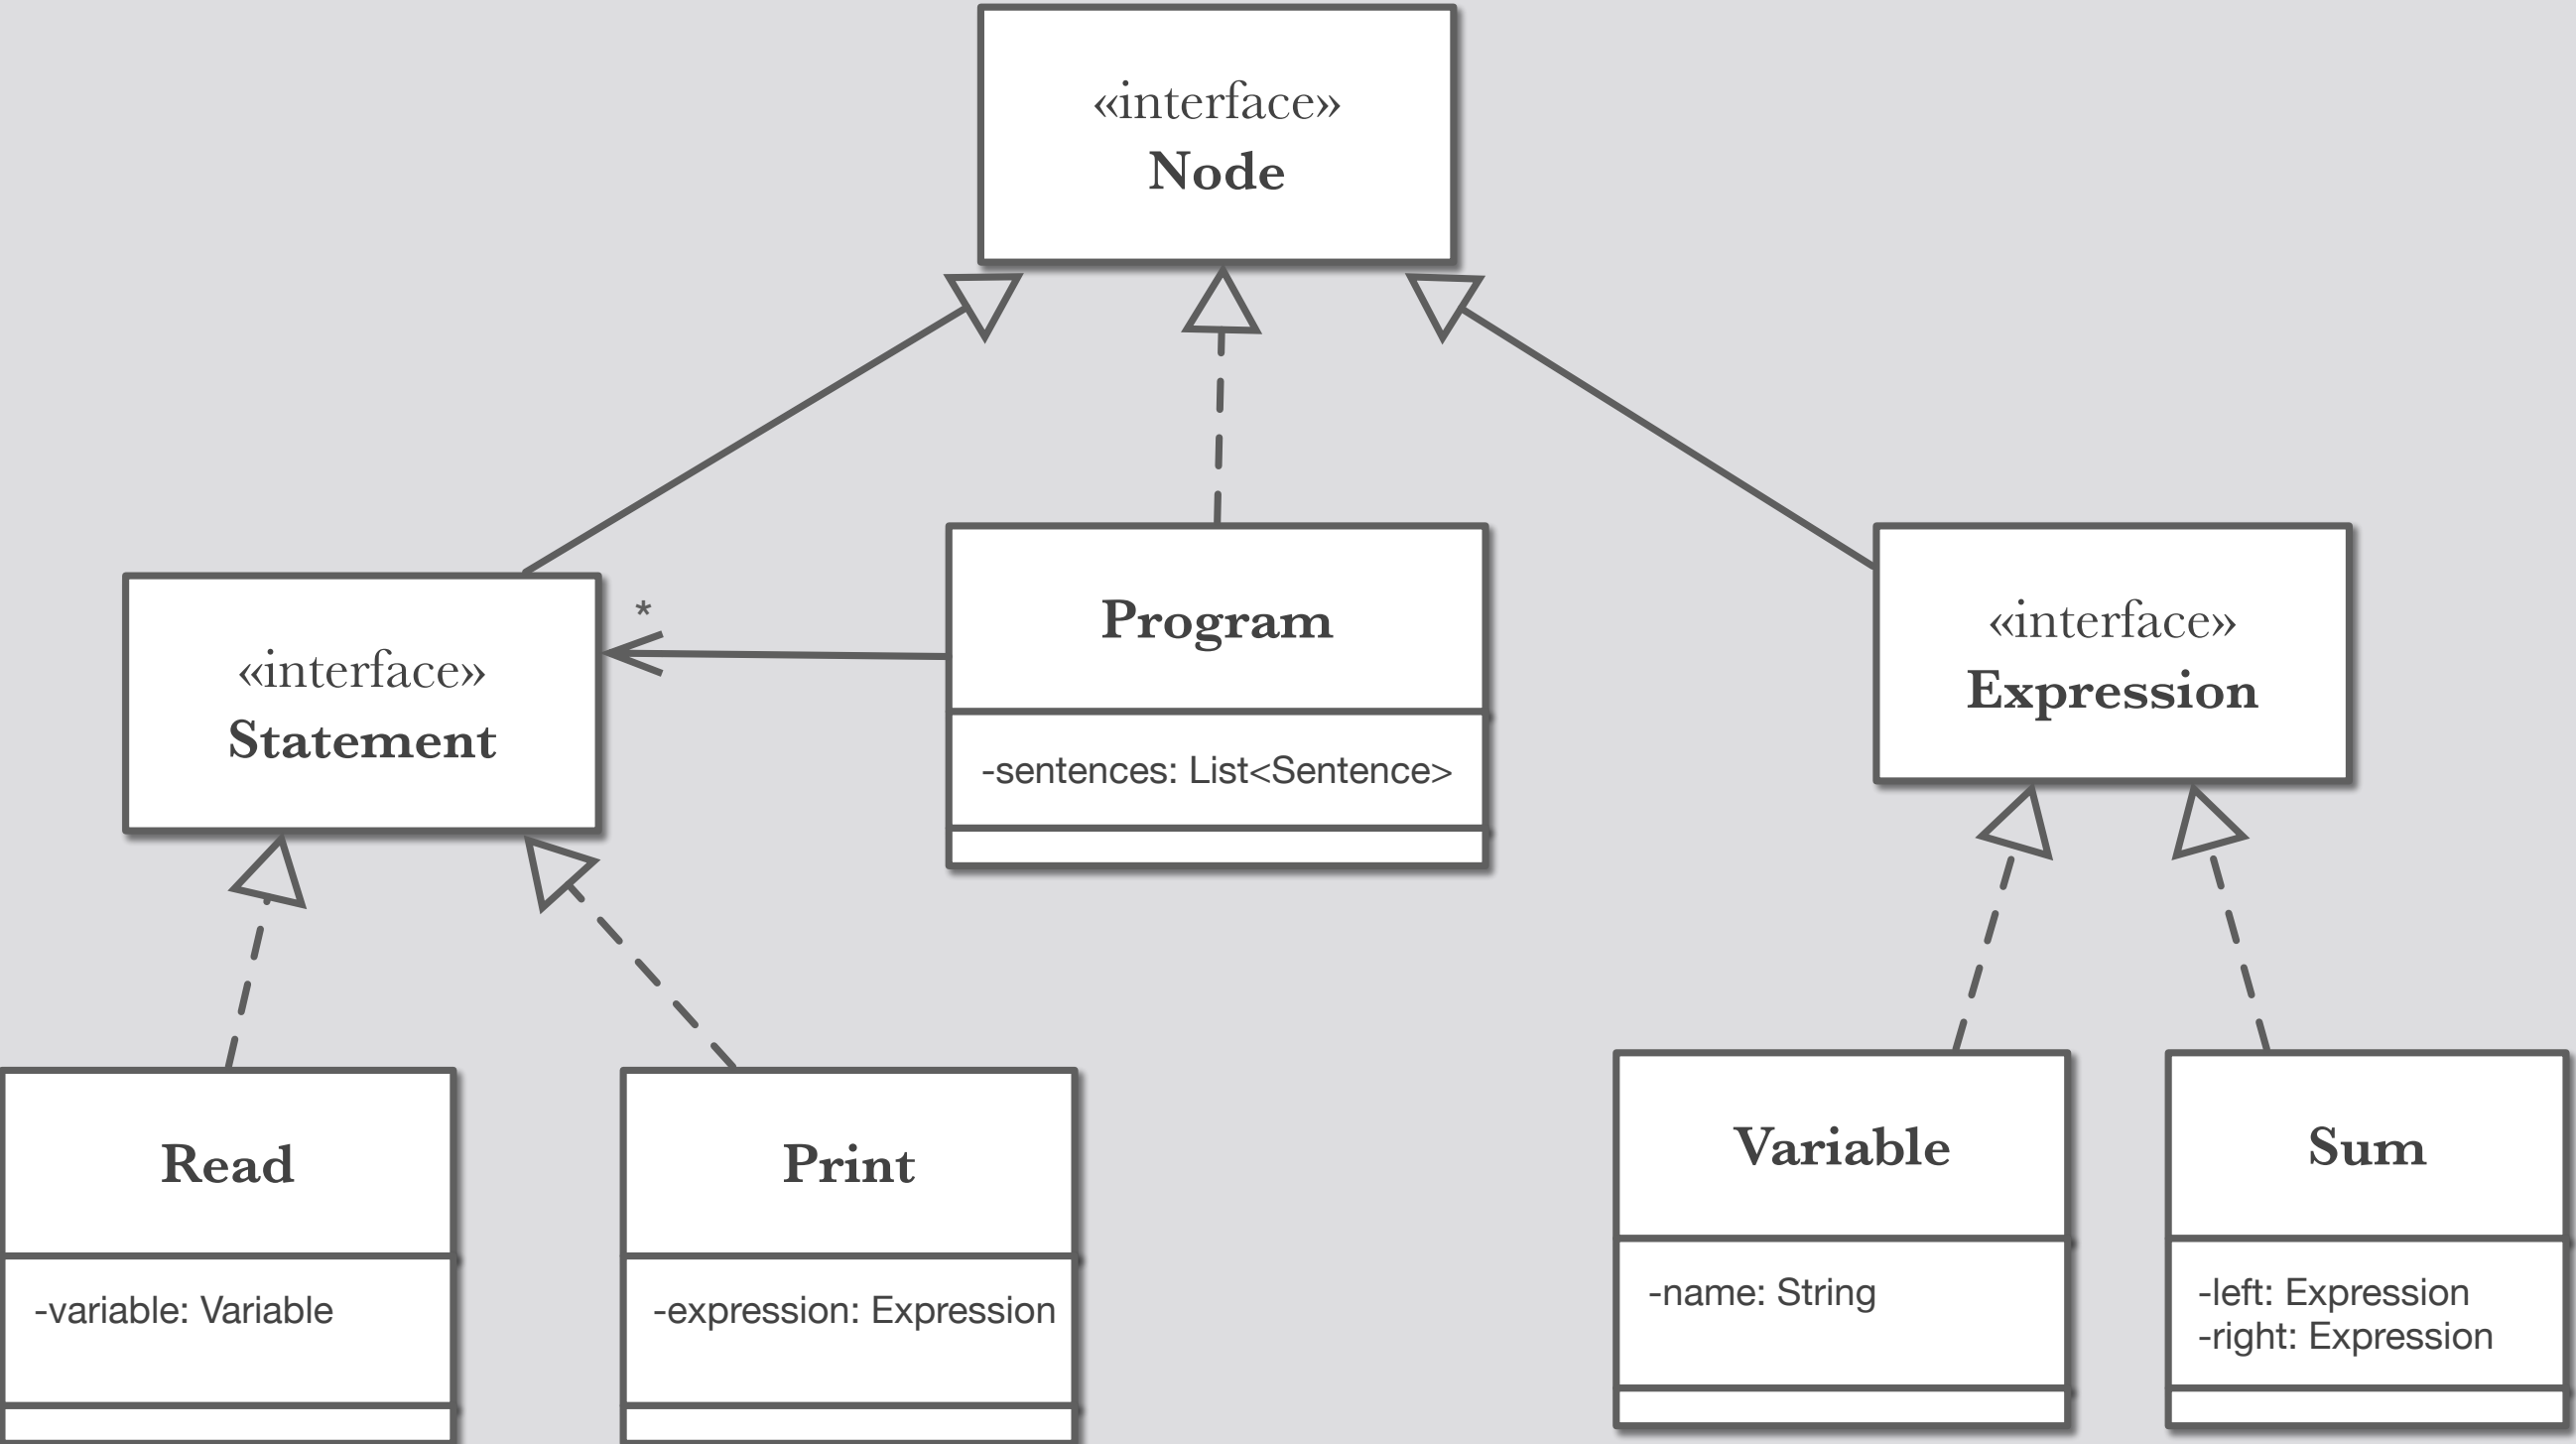 «interface»
Node
«interface»
Statement
*
Program
-sentences: List<Sentence>
«interface»
Expression
Read
-variable: Variable
Print
-expression: Expression
Variable
-name: String
Sum
-left: Expression
-right: Expression